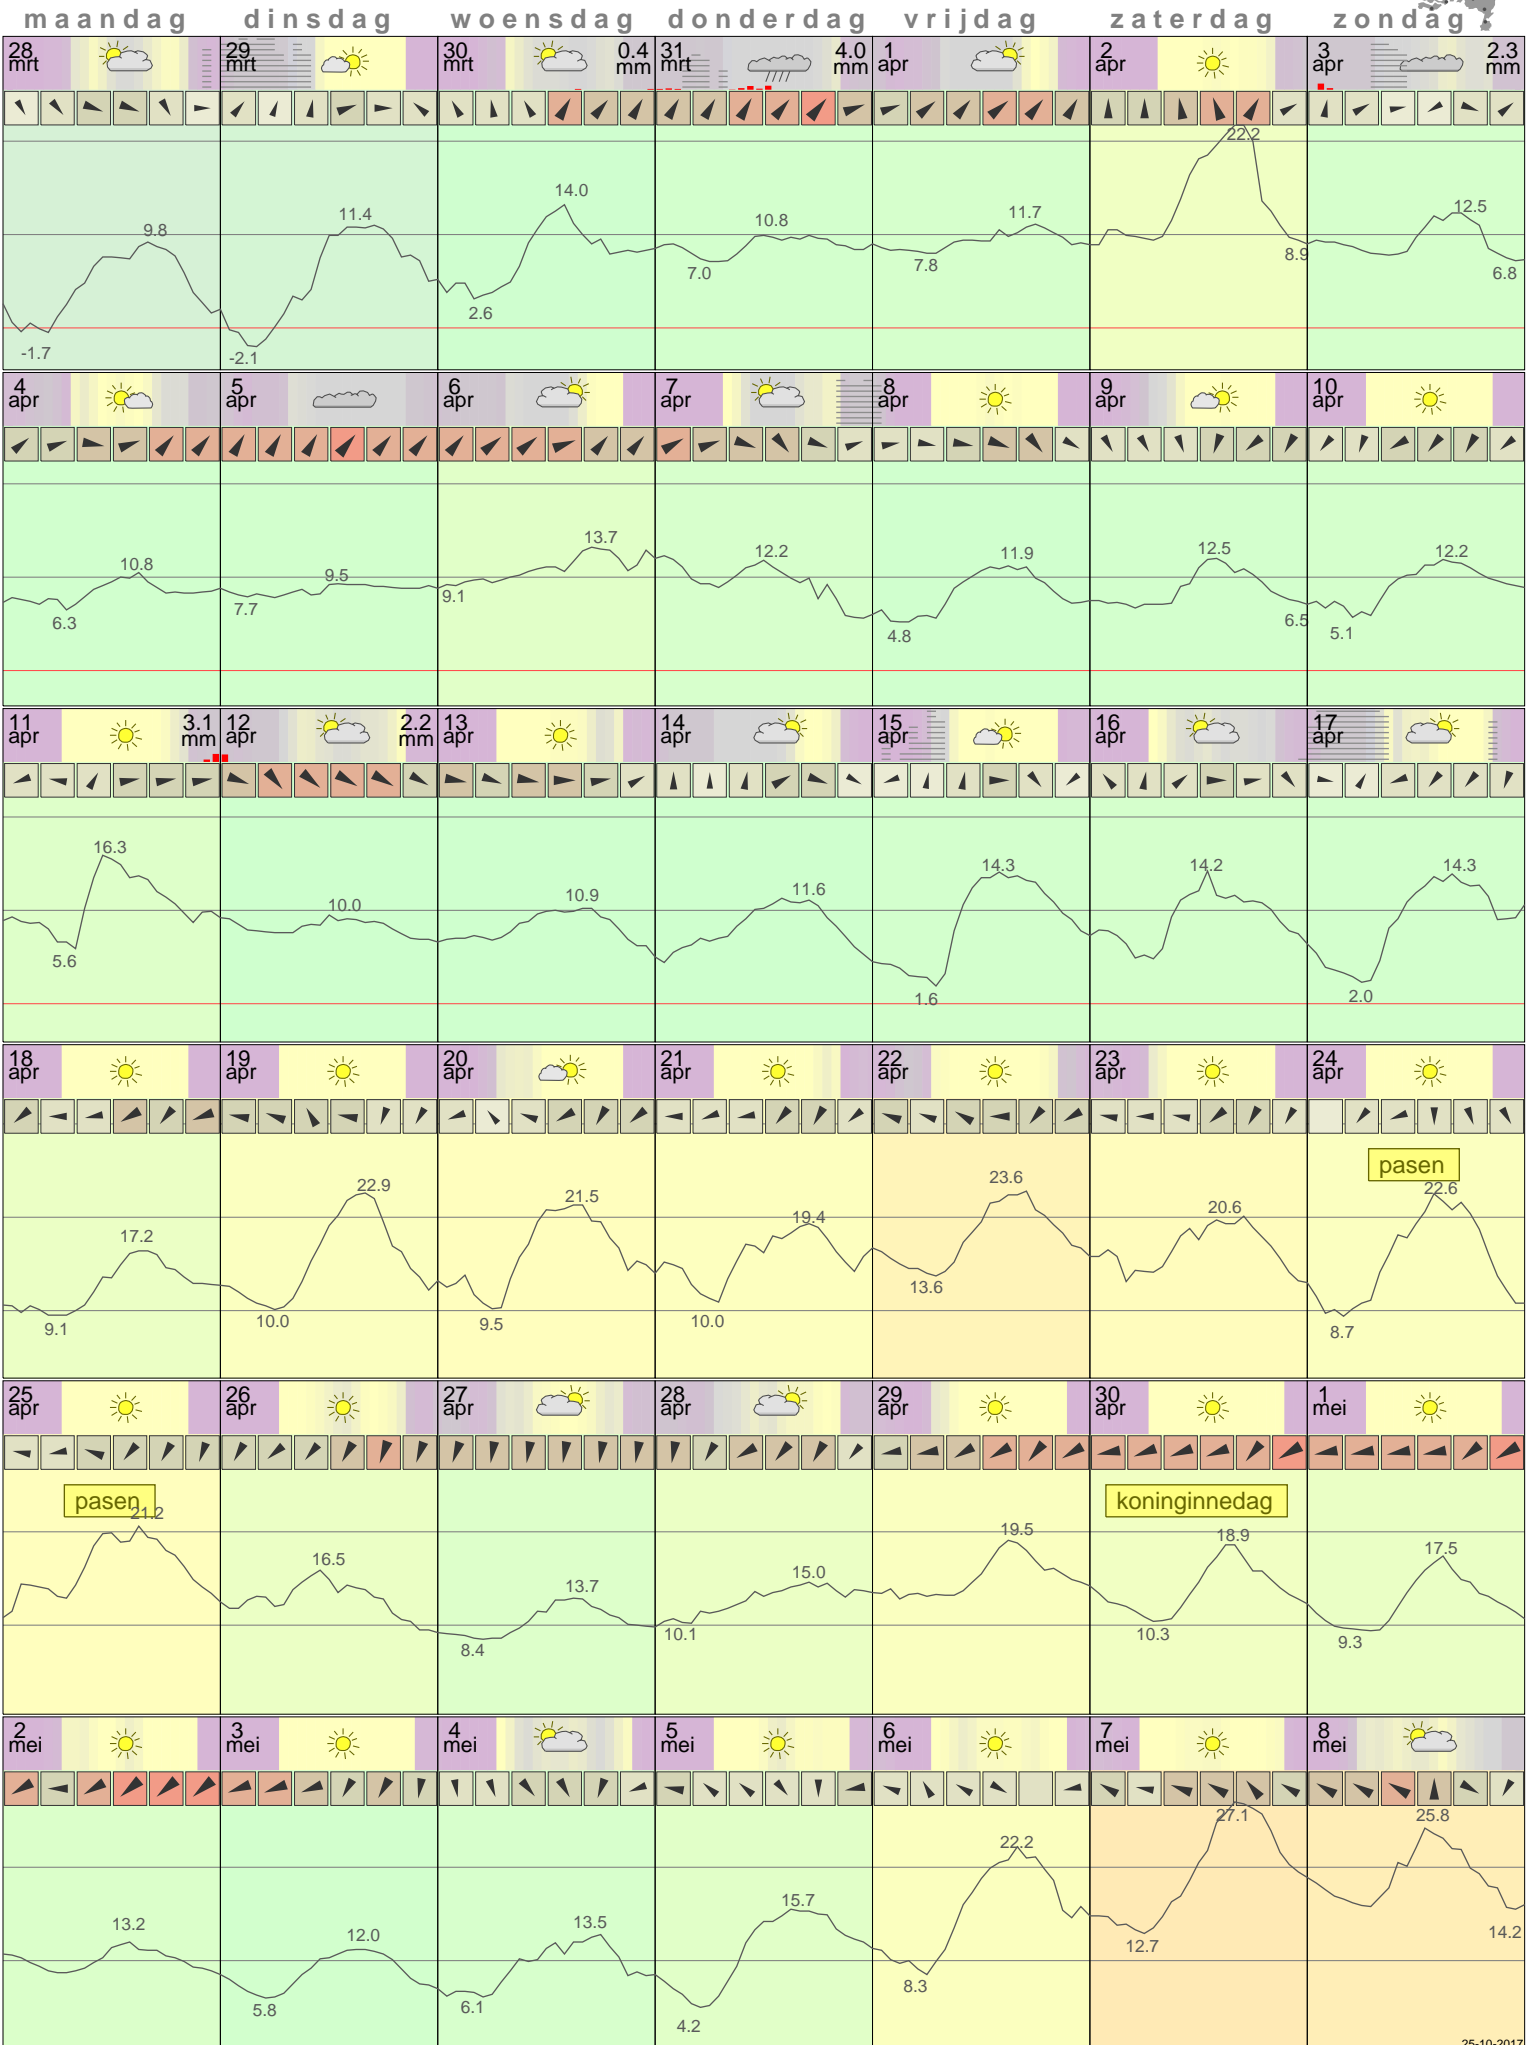 maandag dinsdag woensdag donderdag vrijdag zaterdag zondag
28 29 30 0.4 31 4.0 1 2 3 2.3
mrt mrt mrt mm mrt mm apr apr apr mm
22.2
14.0
9.8 11.4 10.8 11.7 12.5
-1.7 -2.1 2.6 7.0 7.8 8.9 6.8
4 5 6 7 8 9 10
apr apr apr apr apr apr apr
10.8 9.5 13.7 12.2 11.9 12.5 12.2
6.3 7.7 9.1 4.8 6.5 5.1
11 3.1 12 2.2 13 14 15 16 17
apr mm apr mm apr apr apr apr apr
16.3 10.0 10.9 11.6 14.3 14.2 14.3
5.6 1.6 2.0
18 19 20 21 22 23 24
apr apr apr apr apr apr apr
pasen
17.2 22.9 21.5 19.4 23.6 20.6 22.6
9.1 10.0 9.5 10.0 13.6 8.7
25 26 27 28 29 30 1
apr apr apr apr apr apr mei
pasen koninginnedag
21.2 16.5 13.7 15.0 19.5 18.9 17.5
8.4 10.1 10.3 9.3
2 3 4 5 6 7 8
mei mei mei mei mei mei mei
13.2 12.0 13.5 15.7 22.2 27.1 25.8
5.8 6.1 4.2 8.3 12.7 14.2
25-10-2017